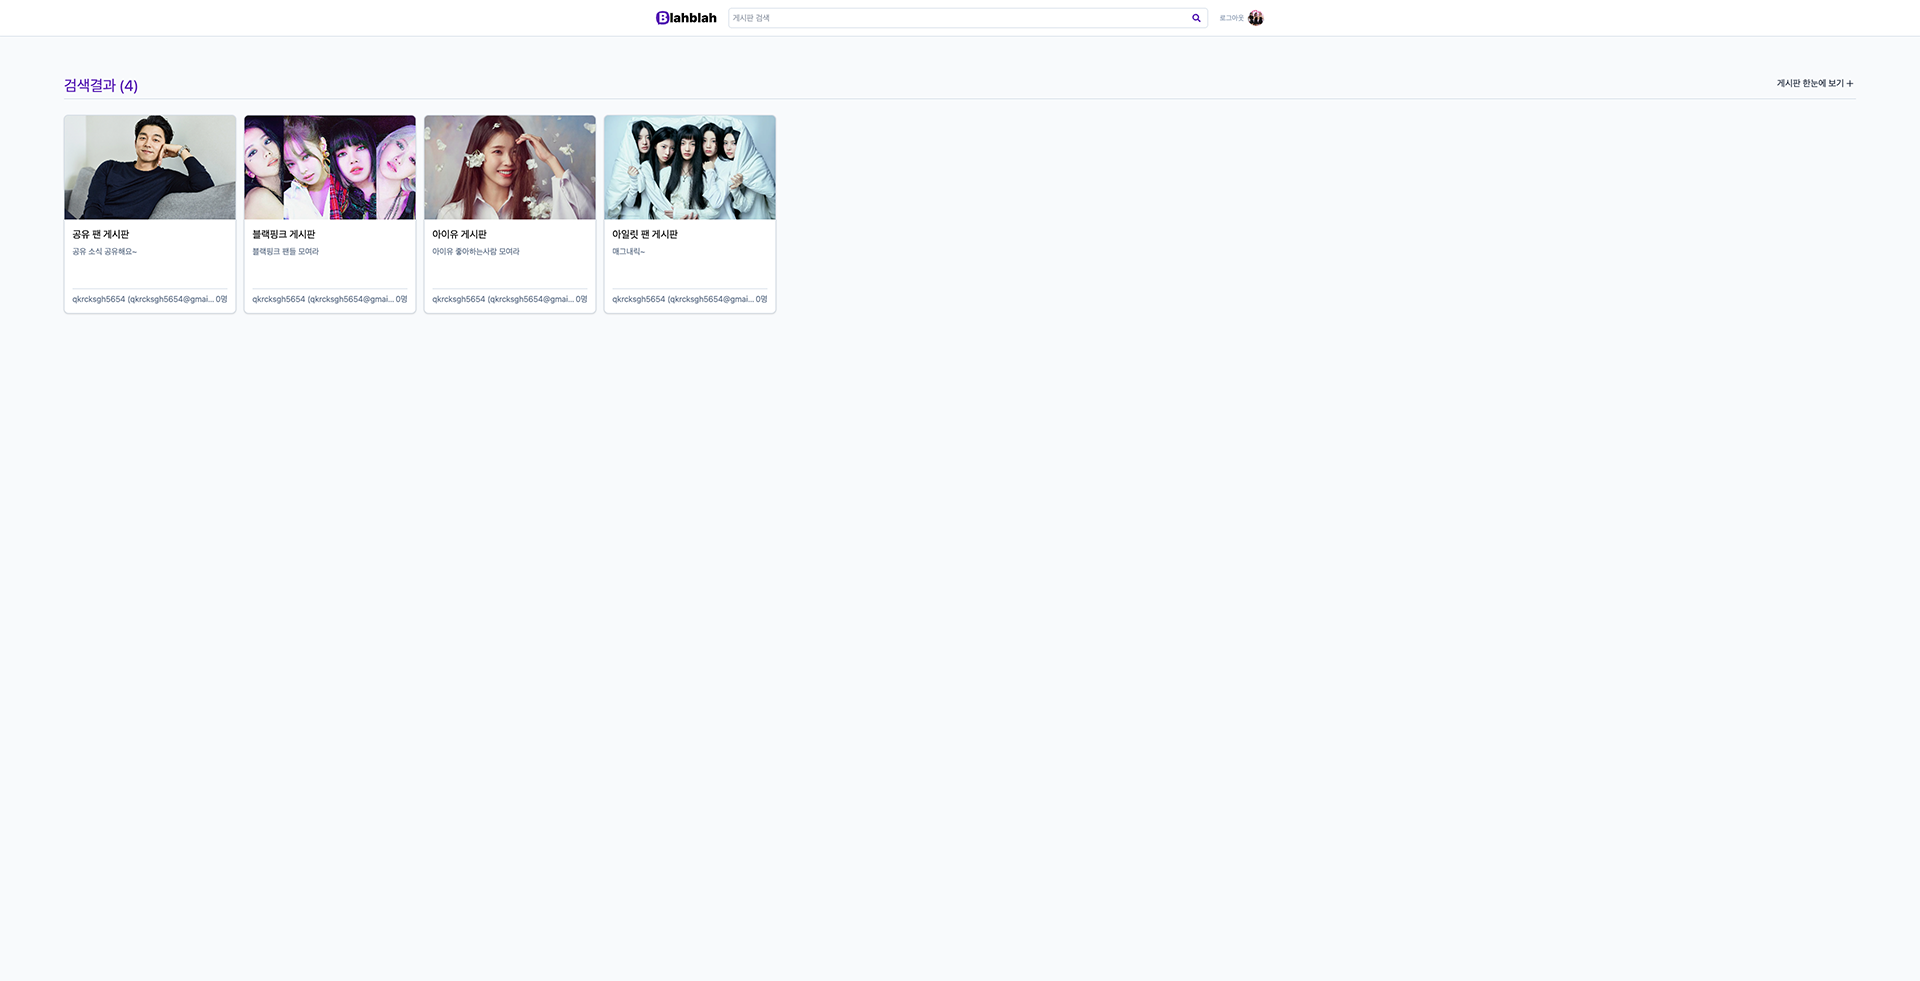 Blahblah
게시판 검색
로그아웃
검색결과 (4)
게시판 한눈에 보기 +
공유 팬 게시판
공유 소식 공유해요~
qkrcksgh5654 (qkrcksgh5654@gmai... 0명
블랙핑크 게시판
블랙핑크 팬들 모여라
qkrcksgh5654 (qkrcksgh5654@gmai... 0명
아이유 게시판
아이유 좋아하는사람 모여라
qkrcksgh5654 (qkrcksgh5654@gmai... 0명
아일릿 팬 게시판
매그내릭~
qkrcksgh5654 (qkrcksgh5654@gmai... 0명